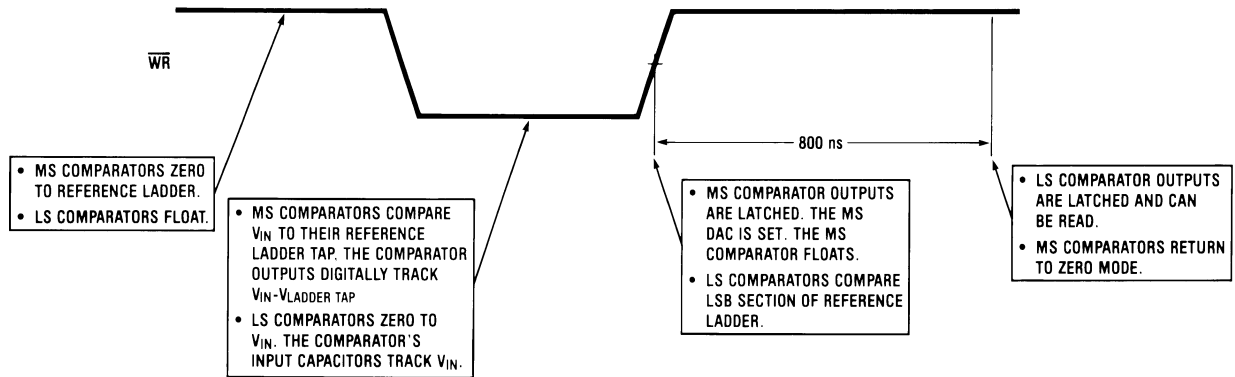 WR
800 ns
• MS COMPARATORS ZERO
TO REFERENCE LADDER.
• LS COMPARATORS FLOAT.
• MS COMPARATORS COMPARE
VIN TO THEIR REFERENCE
LADDER TAP. THE COMPARATOR
OUTPUTS DIGITALLY TRACK
VIN-VLADDER TAP
• LS COMPARATORS ZERO TO
VIN. THE COMPARATOR'S
INPUT CAPACITORS TRACK VIN.
• MS COMPARATOR OUTPUTS
ARE LATCHED. THE MS
DAC IS SET. THE MS
COMPARATOR FLOATS.
• LS COMPARATORS COMPARE
LSB SECTION OF REFERENCE
LADDER.
• LS COMPARATOR OUTPUTS
ARE LATCHED AND CAN
BE READ.
• MS COMPARATORS RETURN
TO ZERO MODE.